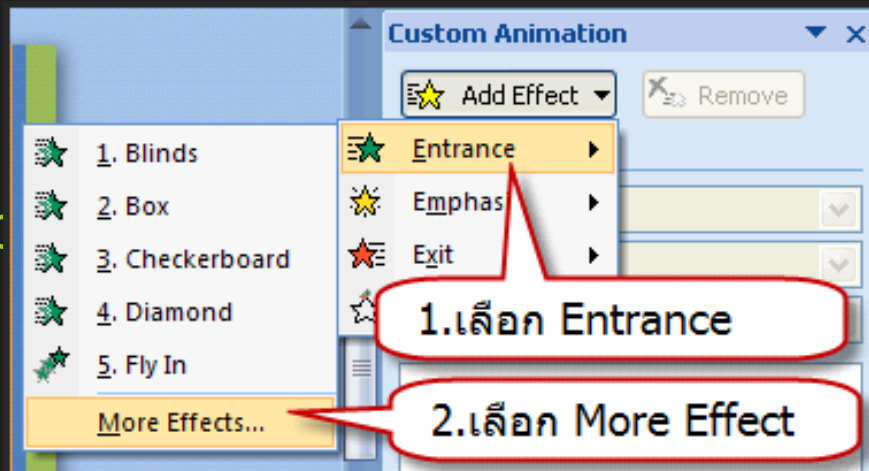 Custom Animation
Add Effect
Remove
Entrance
Emphas
Exit
1. Blinds
2. Box
3. Checkerboard
4. Diamond
5. Fly In
More Effects...
1.เลือก Entrance
2.เลือก More Effect